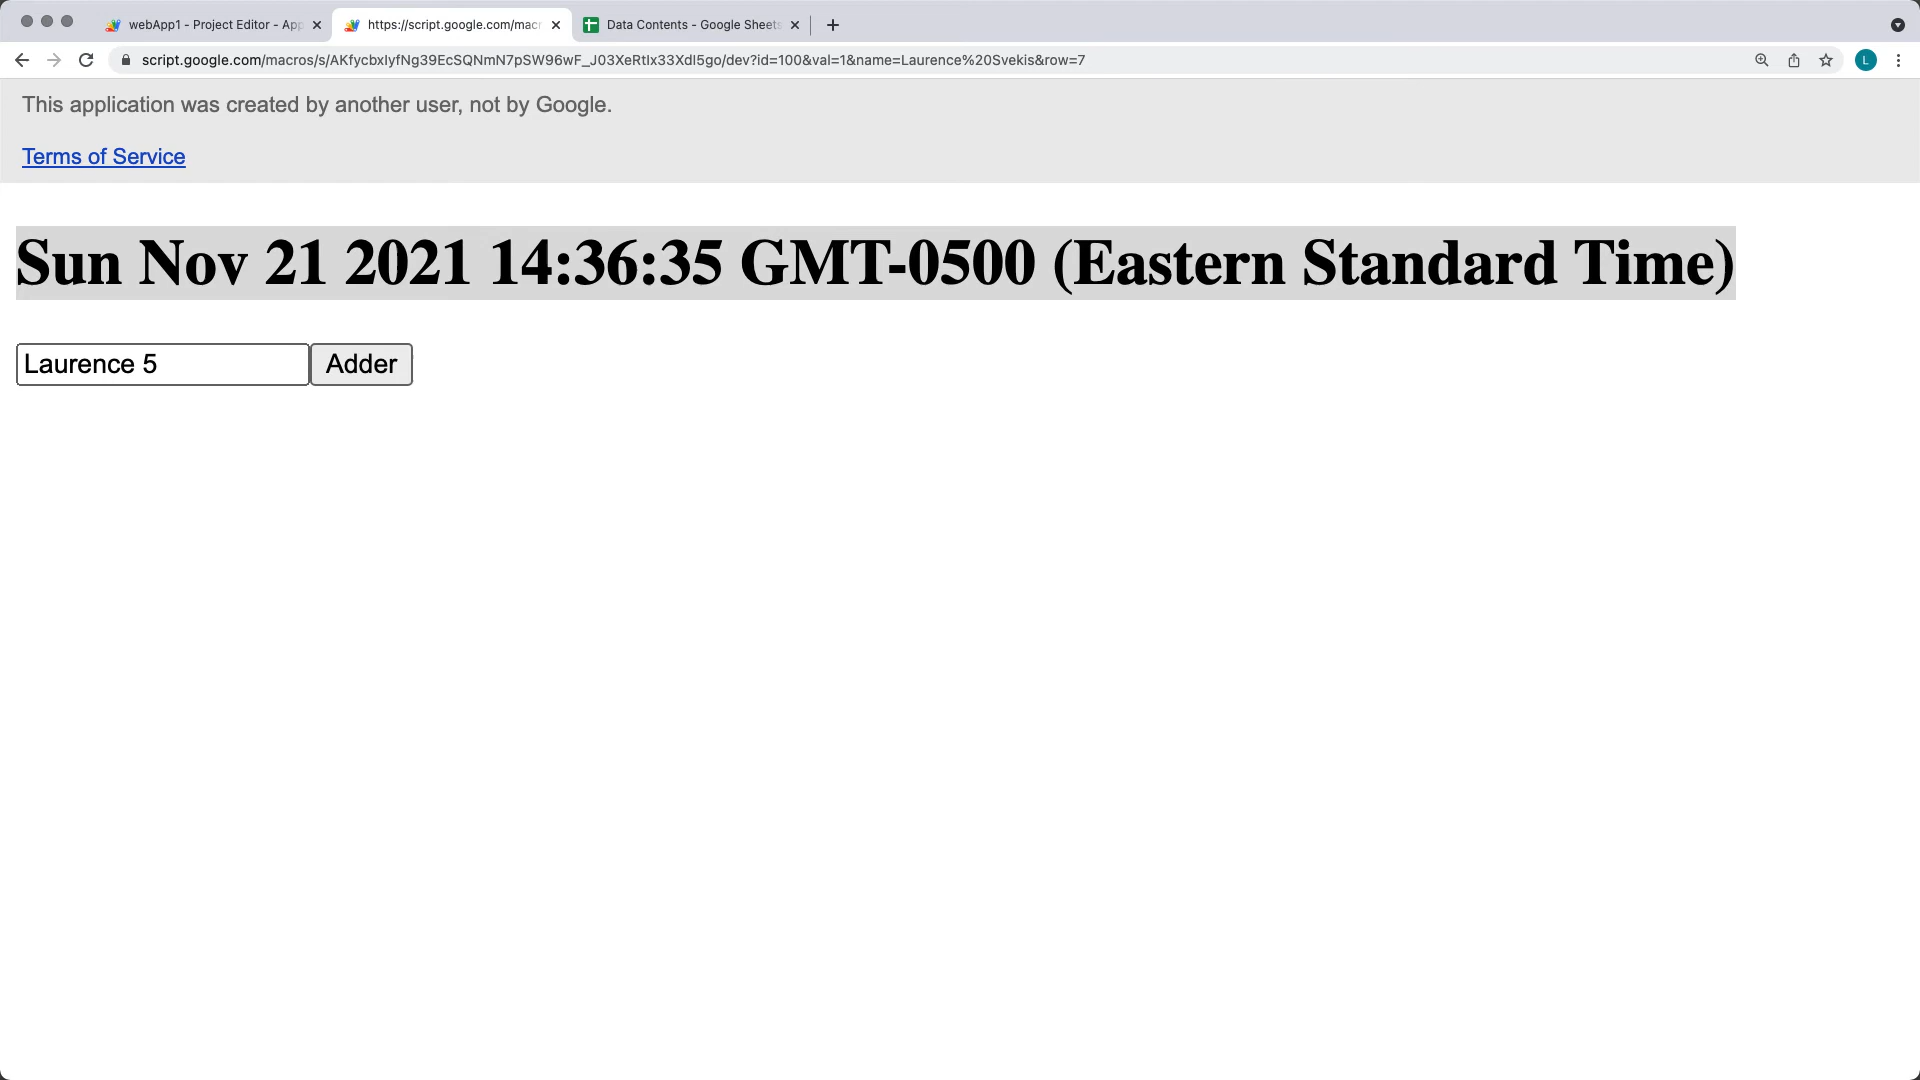 webApp1 - Project Editor - App
https://script.google.com/macr
Data Contents - Google Sheets
script.google.com/macros/s/AKfycbxIyfNg39EcSQNmN7pSW96wF_J03XeRtIx33XdI5go/dev?id=100&val=1&name=Laurence%20Svekis&row=7
L
This application was created by another user, not by Google.
Terms of Service
Sun Nov 21 2021 14:36:35 GMT-0500 (Eastern Standard Time)
Laurence 5
Adder